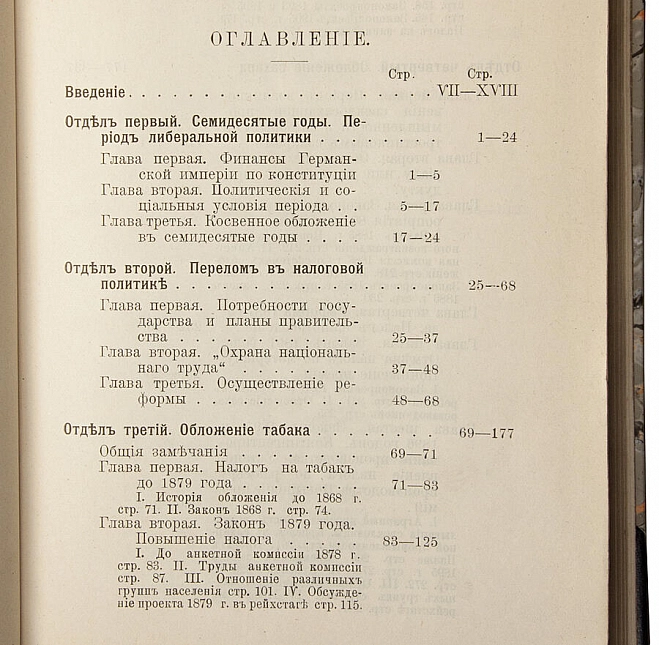 ОГЛАВЛЕНІЕ.
Стр. Стр.
Введеніе . . . . . . . . . . . . . . . . . . VII—XVIII
Отдѣлъ первый. Семидесятые годы. Пе-
ріодъ либеральной политики . . . . . . . . 1—24
Глава первая. Финансы Герман-
ской имперіи по конституціи 1—5
Глава вторая. Политическія и со-
ціальныя условія періода . . 5—17
Глава третья. Косвенное обложеніе
въ семидесятые годы . . . . 17—24
Отдѣлъ второй. Переломъ въ налоговой
политикѣ . . . . . . . . . . . . . . . . . 25—68
Глава первая. Потребности госу-
дарства и планы правитель-
ства . . . . . . . . . . . . 25—37
Глава вторая. „Охрана національ-
наго труда“ . . . . . . . . 37—48
Глава третья. Осуществленіе ре-
формы . . . . . . . . . . . 48—68
Отдѣлъ третій. Обложеніе табака . . . . . . . . 69—177
Общія замѣчанія . . . . . . . . 69—71
Глава первая. Налогъ на табакъ
до 1879 года . . . . . . . . 71—83
I. Исторія обложенія до 1868 г.
стр. 71. II. Законъ 1868 г. стр. 74.
Глава вторая. Законъ 1879 года.
Повышеніе налога . . . . . 83—125
I. До анкетной комиссіи 1878 г.
стр. 83. II. Труды анкетной комиссіи
стр. 87. III. Отношеніе различныхъ
группъ населенія стр. 101. IV. Обсужде-
ніе проекта 1879 г. въ рейхстагѣ стр. 115.